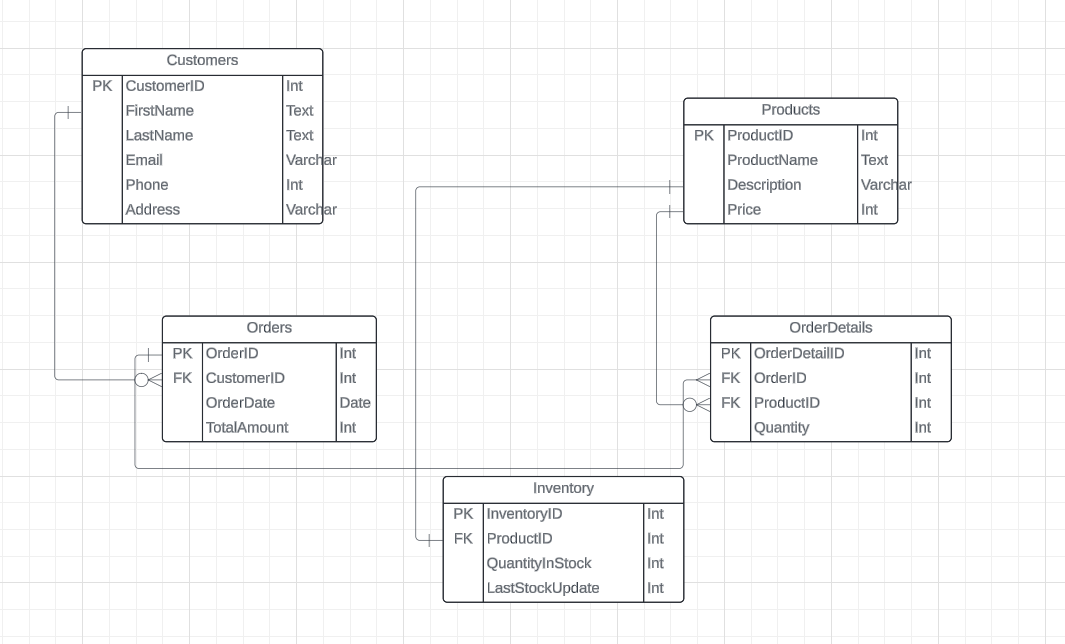 Customers
PK CustomerID Int
FirstName Text
LastName Text
Email Varchar
Phone Int
Address Varchar
Products
PK ProductID Int
ProductName Text
Description Varchar
Price Int
Orders
PK OrderID Int
FK CustomerID Int
OrderDate Date
TotalAmount Int
OrderDetails
PK OrderDetailID Int
FK OrderID Int
FK ProductID Int
Quantity Int
Inventory
PK InventoryID Int
FK ProductID Int
QuantityInStock Int
LastStockUpdate Int